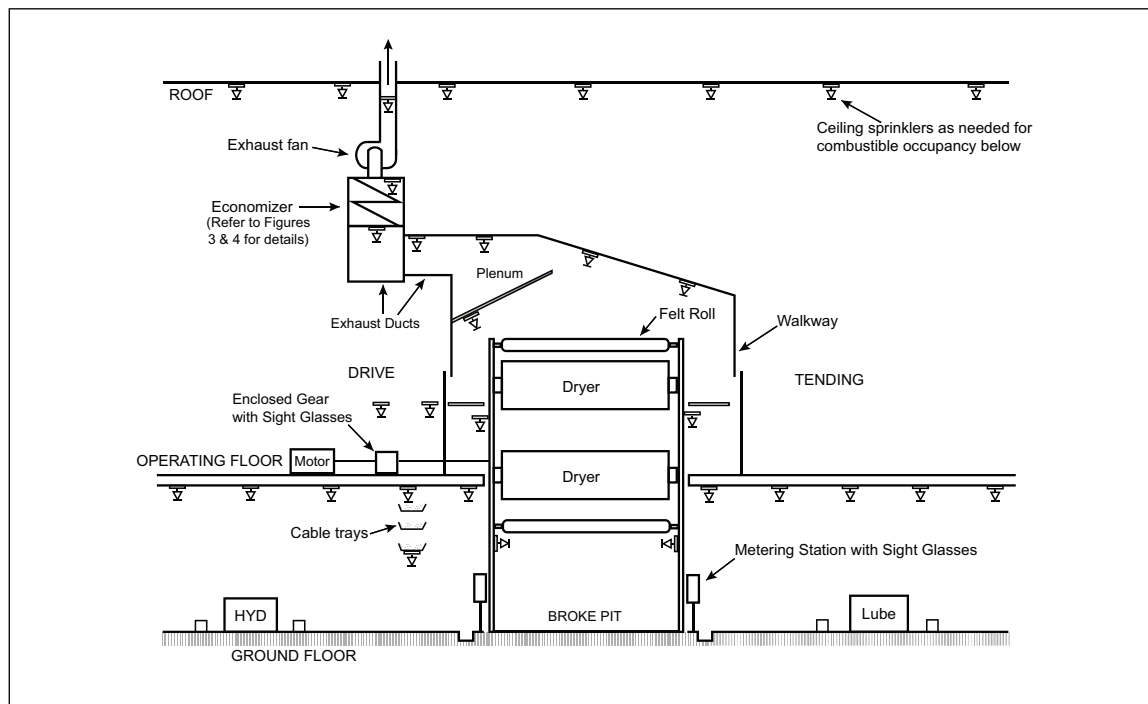 ROOF
Exhaust fan
Ceiling sprinklers as needed for
combustible occupancy below
Economizer
(Refer to Figures
3 & 4 for details)
Plenum
Exhaust Ducts
Felt Roll
Walkway
DRIVE
Dryer
TENDING
Enclosed Gear
with Sight Glasses
OPERATING FLOOR
Motor
Dryer
Cable trays
Metering Station with Sight Glasses
HYD
BROKE PIT
Lube
GROUND FLOOR